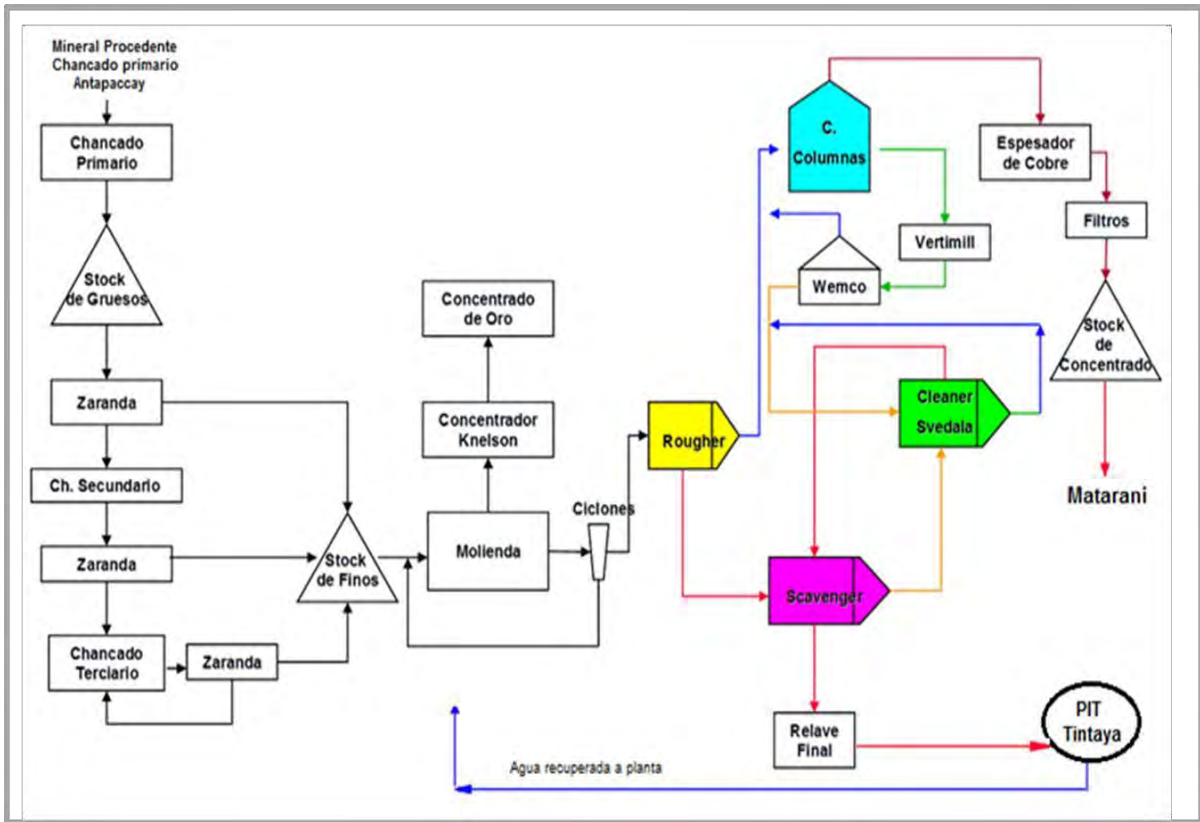 Mineral Procedente
Chancado primario
Antapaccay
Chancado
Primario
Stock
de Gruesos
Zaranda
Ch. Secundario
Zaranda
Chancado
Terciario
Zaranda
Stock
de Finos
Concentrado
de Oro
Concentrador
Knelson
Molienda
Ciclones
Rougher
C.
Columnas
Vertimill
Wemco
Cleaner
Svedala
Scavenger
Relave
Final
Espesador
de Cobre
Filtros
Stock
de
Concentrado
Matarani
PIT
Tintaya
Agua recuperada a planta